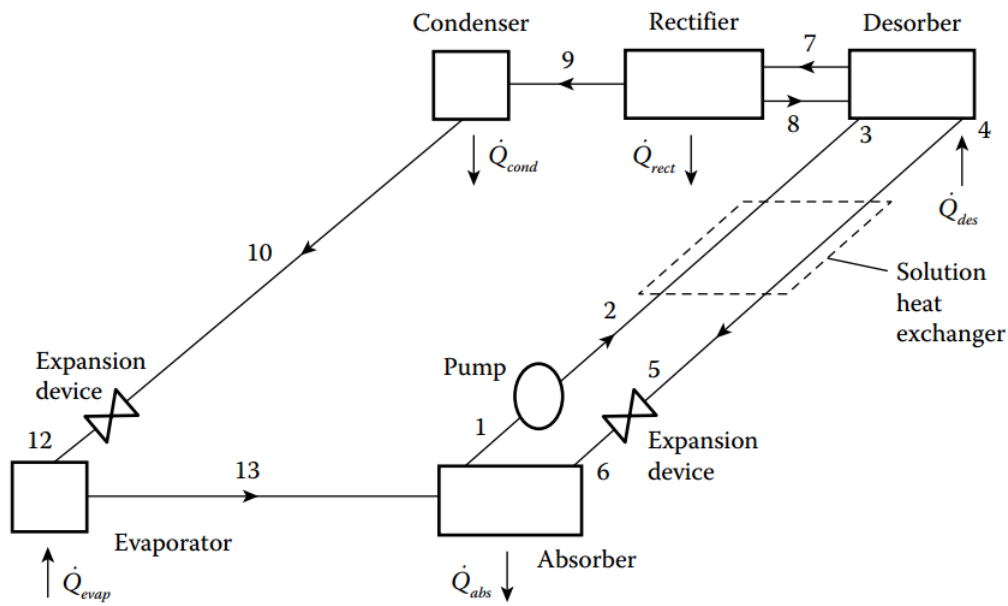 Condenser
Rectifier
Desorber
9
7
8
3
4
Q̇cond
Q̇rect
Q̇des
10
Solution
heat
exchanger
2
Expansion
device
Pump
5
12
1
Expansion
device
6
13
Evaporator
Absorber
Q̇evap
Q̇abs